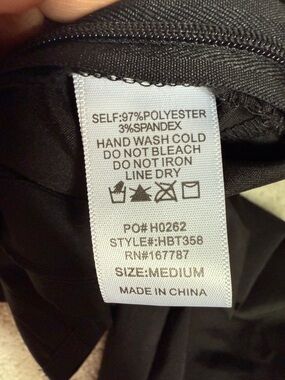 SELF:97%POLYESTER
3%SPANDEX
HAND WASH COLD
DO NOT BLEACH
DO NOT IRON
LINE DRY
PO# H0262
STYLE#:HBT358
RN#167787
SIZE:MEDIUM
MADE IN CHINA